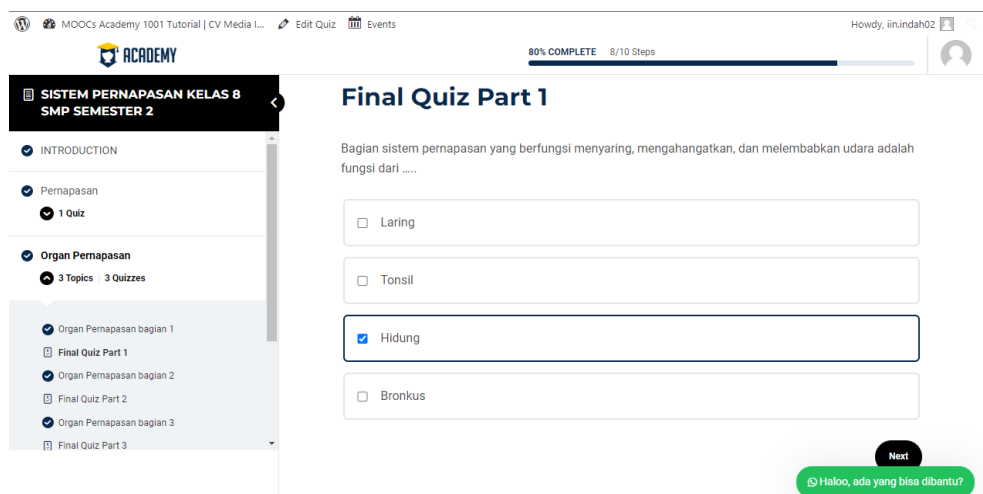 MOOCs Academy 1001 Tutorial | CV Media I... Edit Quiz Events Howdy, iin.indah02
ACADEMY
80% COMPLETE 8/10 Steps
SISTEM PERNAPASAN KELAS 8
SMP SEMESTER 2
INTRODUCTION
Pernapasan
1 Quiz
Organ Pernapasan
3 Topics | 3 Quizzes
Organ Pernapasan bagian 1
Final Quiz Part 1
Organ Pernapasan bagian 2
Final Quiz Part 2
Organ Pernapasan bagian 3
Final Quiz Part 3
Final Quiz Part 1
Bagian sistem pernapasan yang berfungsi menyaring, mengahangatkan, dan melembabkan udara adalah
fungsi dari .....
Laring
Tonsil
Hidung
Bronkus
Next
Haloo, ada yang bisa dibantu?